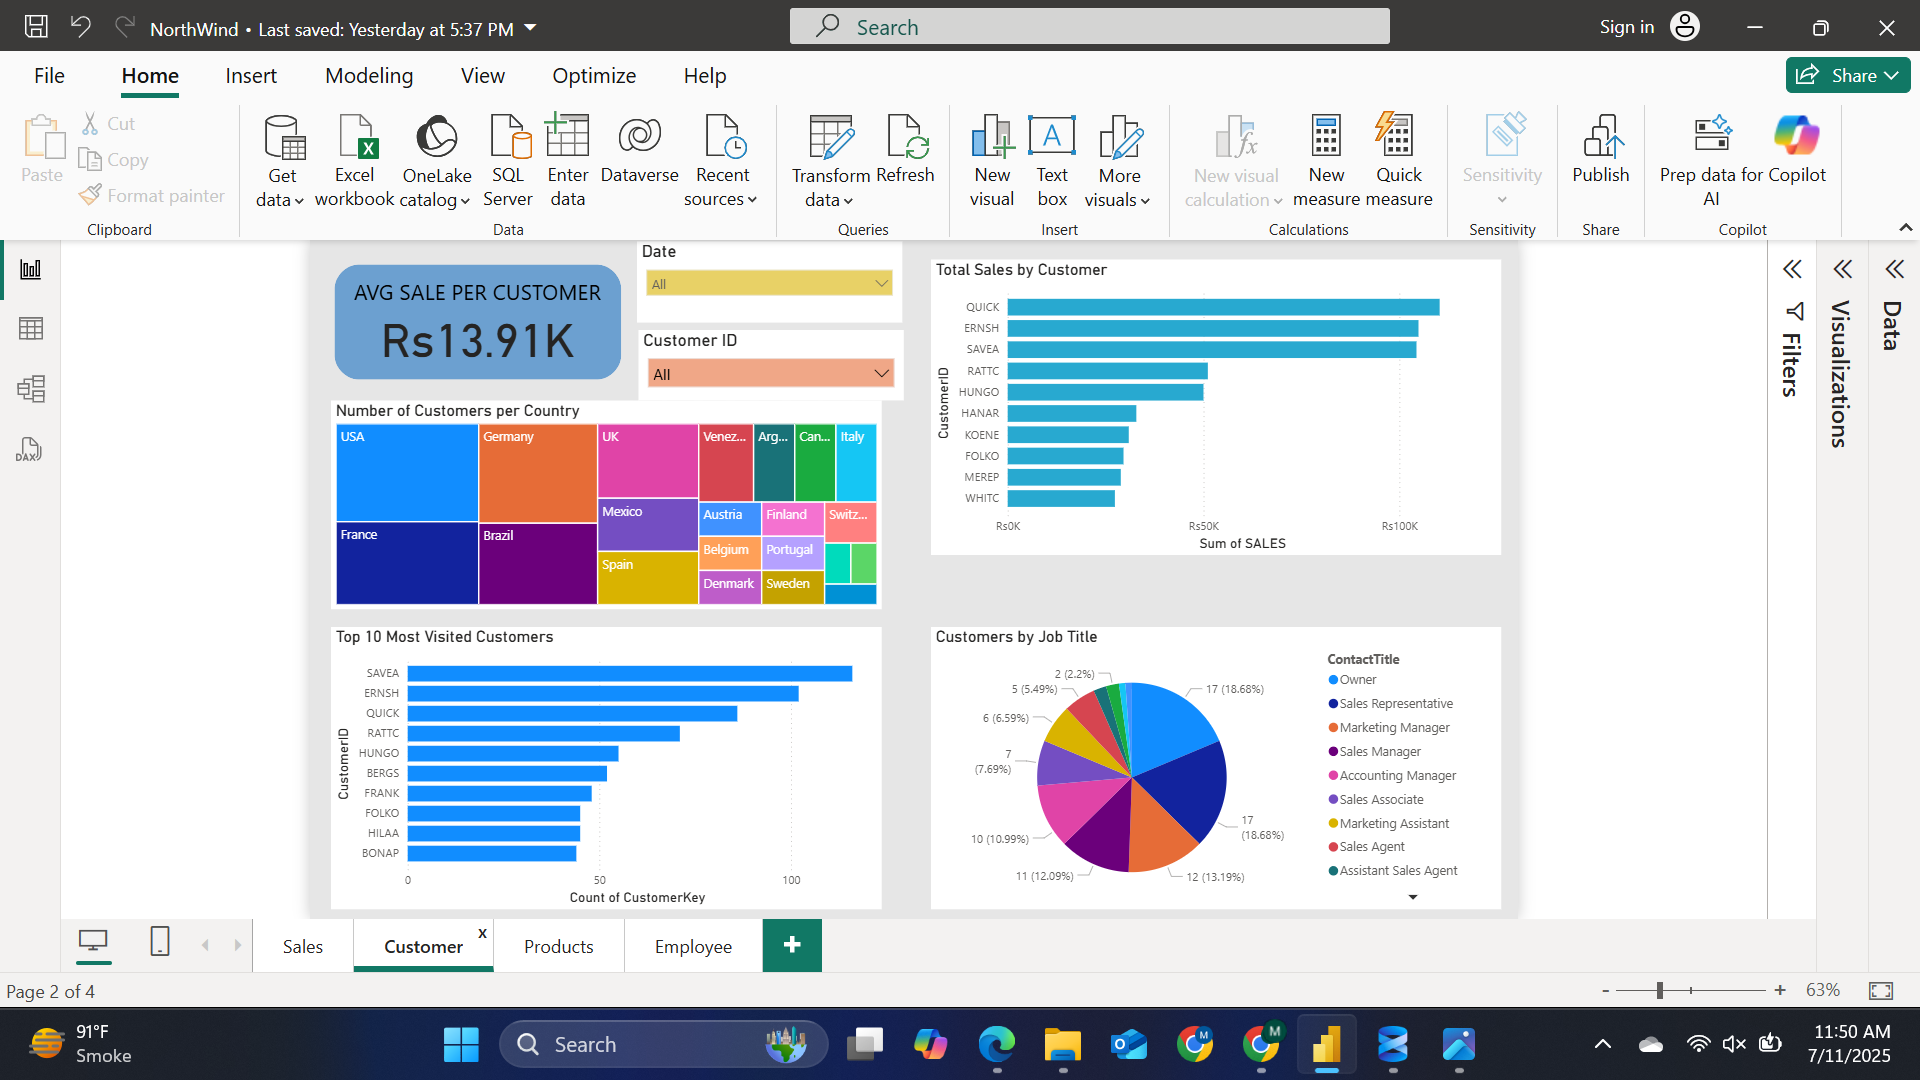 NorthWind • Last saved: Yesterday at 5:37 PM
Search
Sign in
File
Home
Insert
Modeling
View
Optimize
Help
Share
Paste
Cut
Copy
Format painter
Clipboard
Get data
Excel workbook
OneLake catalog
SQL Server
Enter data
Dataverse
Recent sources
Data
Transform data
Refresh
Queries
New visual
Text box
More visuals
Insert
New visual calculation
New measure
Quick measure
Calculations
Sensitivity
Sensitivity
Publish
Share
Prep data for AI
Copilot
Copilot
AVG SALE PER CUSTOMER
Rs13.91K
Date
All
Customer ID
All
Number of Customers per Country
USA
France
Germany
Brazil
UK
Mexico
Spain
Venez...
Arg...
Can...
Italy
Austria
Finland
Switz...
Belgium
Portugal
Denmark
Sweden
Total Sales by Customer
CustomerID
QUICK
ERNSH
SAVEA
RATTC
HUNGO
HANAR
KOENE
FOLKO
MEREP
WHITC
Rs0K
Rs50K
Rs100K
Sum of SALES
Top 10 Most Visited Customers
CustomerID
SAVEA
ERNSH
QUICK
RATTC
HUNGO
BERGS
FRANK
FOLKO
HILAA
BONAP
0
50
100
Count of CustomerKey
Customers by Job Title
2 (2.2%)
5 (5.49%)
6 (6.59%)
7
(7.69%)
10 (10.99%)
11 (12.09%)
12 (13.19%)
17
(18.68%)
17 (18.68%)
ContactTitle
Owner
Sales Representative
Marketing Manager
Sales Manager
Accounting Manager
Sales Associate
Marketing Assistant
Sales Agent
Assistant Sales Agent
Filters
Visualizations
Data
DAX
Sales
Customer
x
Products
Employee
Page 2 of 4
63%
91°F
Smoke
Search
11:50 AM
7/11/2025